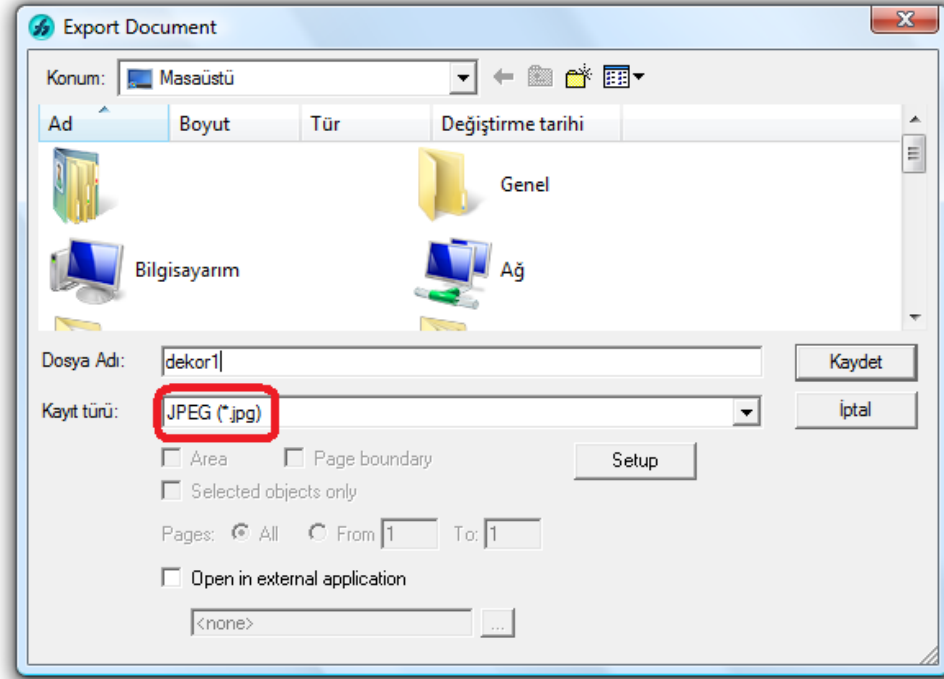 Export Document
Konum: Masaüstü
Ad Boyut Tür Değiştirme tarihi
Genel
Bilgisayarım Ağ
Dosya Adı: dekor1 Kaydet
Kayıt türü: JPEG (*.jpg) İptal
Area Page boundary Setup
Selected objects only
Pages: All From 1 To: 1
Open in external application
<none> ...